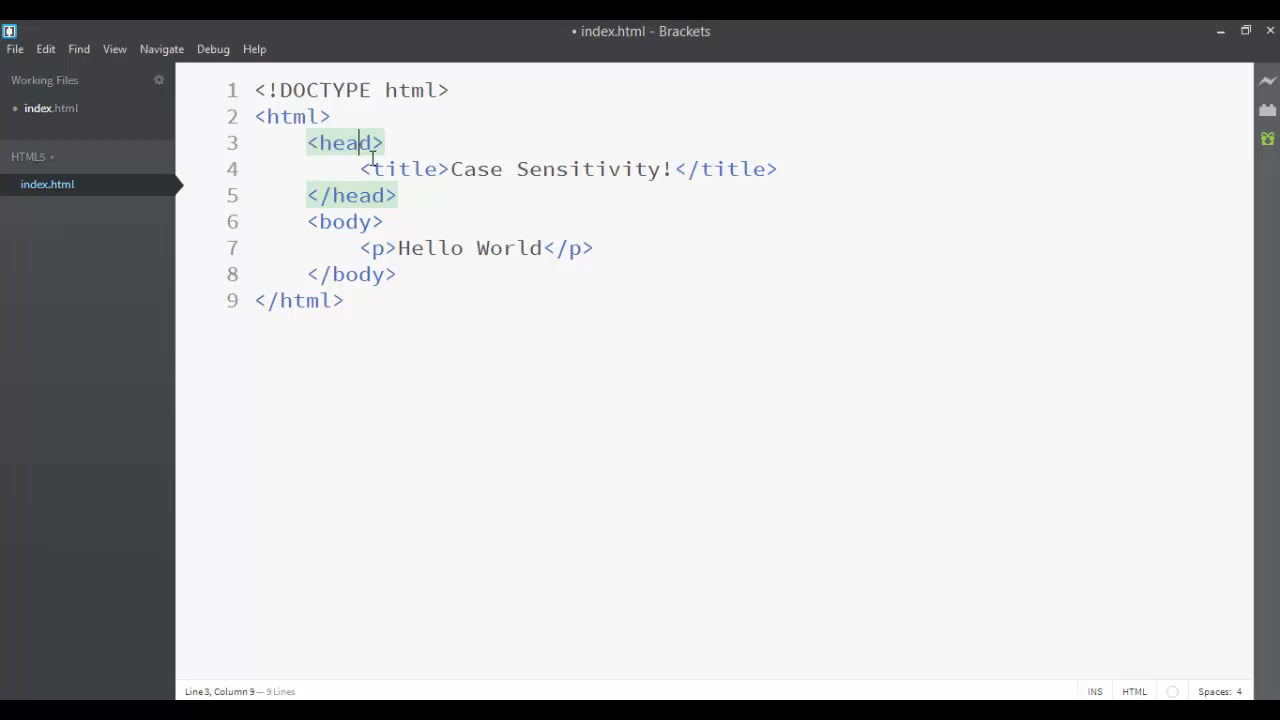 • index.html - Brackets
File Edit Find View Navigate Debug Help
Working Files
• index.html
HTML5
index.html
1 <!DOCTYPE html>
2 <html>
3 <head>
4 <title>Case Sensitivity!</title>
5 </head>
6 <body>
7 <p>Hello World</p>
8 </body>
9 </html>
Line 3, Column 9 — 9 Lines INS HTML Spaces: 4